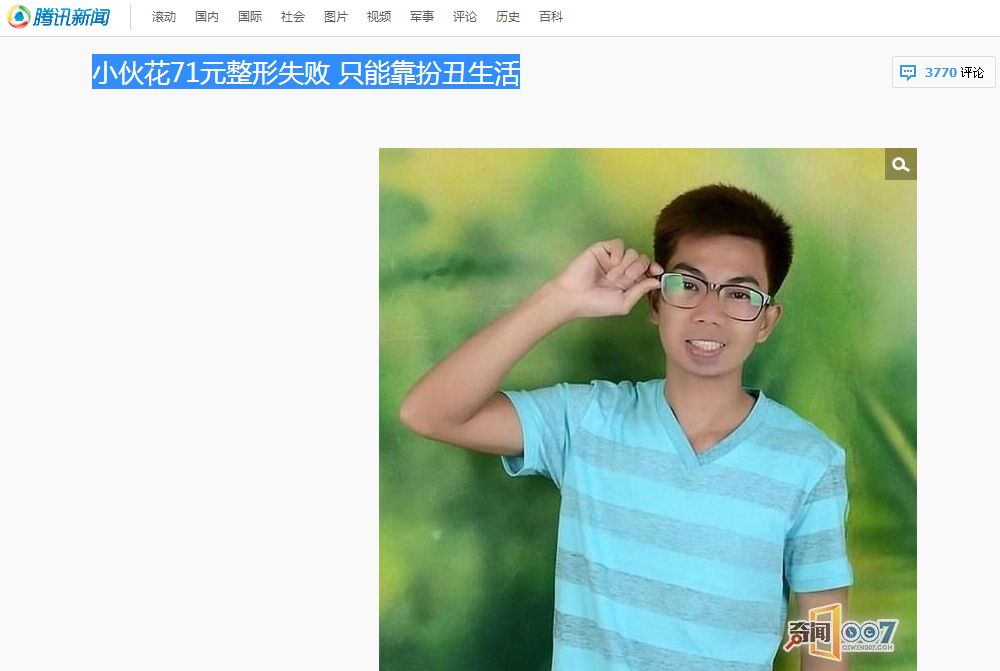 腾讯新闻 滚动 国内 国际 社会 图片 视频 军事 评论 历史 百科
小伙花71元整形失败 只能靠扮丑生活
3770 评论
奇闻007
QIWEN007.COM